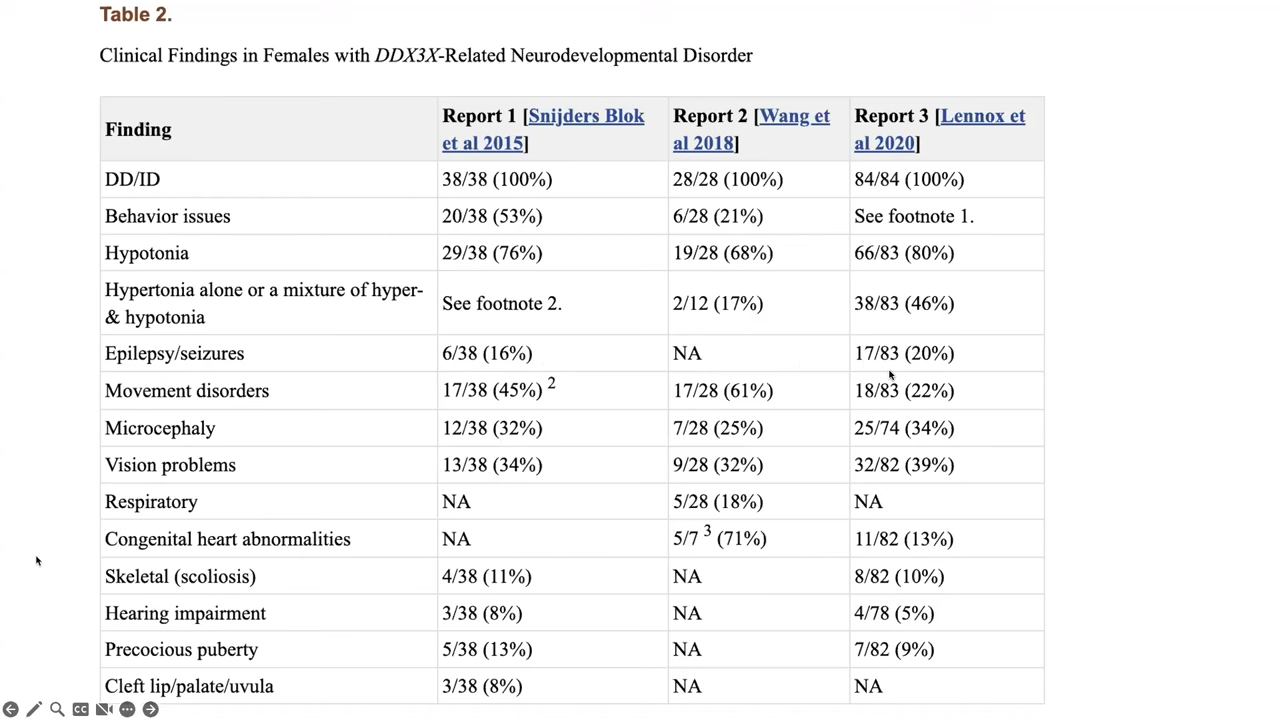 Table 2.
Clinical Findings in Females with DDX3X-Related Neurodevelopmental Disorder
Finding Report 1 [Snijders Blok et al 2015] Report 2 [Wang et al 2018] Report 3 [Lennox et al 2020]
DD/ID 38/38 (100%) 28/28 (100%) 84/84 (100%)
Behavior issues 20/38 (53%) 6/28 (21%) See footnote 1.
Hypotonia 29/38 (76%) 19/28 (68%) 66/83 (80%)
Hypertonia alone or a mixture of hyper- & hypotonia See footnote 2. 2/12 (17%) 38/83 (46%)
Epilepsy/seizures 6/38 (16%) NA 17/83 (20%)
Movement disorders 17/38 (45%) 2 17/28 (61%) 18/83 (22%)
Microcephaly 12/38 (32%) 7/28 (25%) 25/74 (34%)
Vision problems 13/38 (34%) 9/28 (32%) 32/82 (39%)
Respiratory NA 5/28 (18%) NA
Congenital heart abnormalities NA 5/7 3 (71%) 11/82 (13%)
Skeletal (scoliosis) 4/38 (11%) NA 8/82 (10%)
Hearing impairment 3/38 (8%) NA 4/78 (5%)
Precocious puberty 5/38 (13%) NA 7/82 (9%)
Cleft lip/palate/uvula 3/38 (8%) NA NA
CC